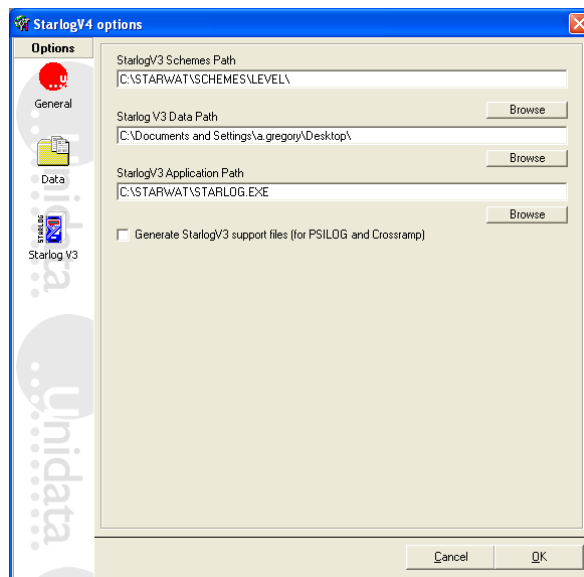 StarlogV4 options
Options
General
Data
STARLOG
Starlog V3
StarlogV3 Schemes Path
C:\STARWAT\SCHEMES\LEVEL\
Browse
Starlog V3 Data Path
C:\Documents and Settings\a.gregory\Desktop\
Browse
StarlogV3 Application Path
C:\STARWAT\STARLOG.EXE
Browse
Generate StarlogV3 support files (for PSILOG and Crossramp)
Unidata
Unidata
Cancel
OK